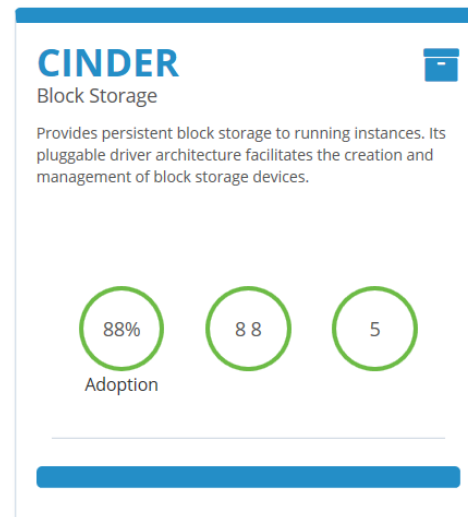 CINDER
Block Storage
Provides persistent block storage to running instances. Its
pluggable driver architecture facilitates the creation and
management of block storage devices.
88% 8 8 5
Adoption